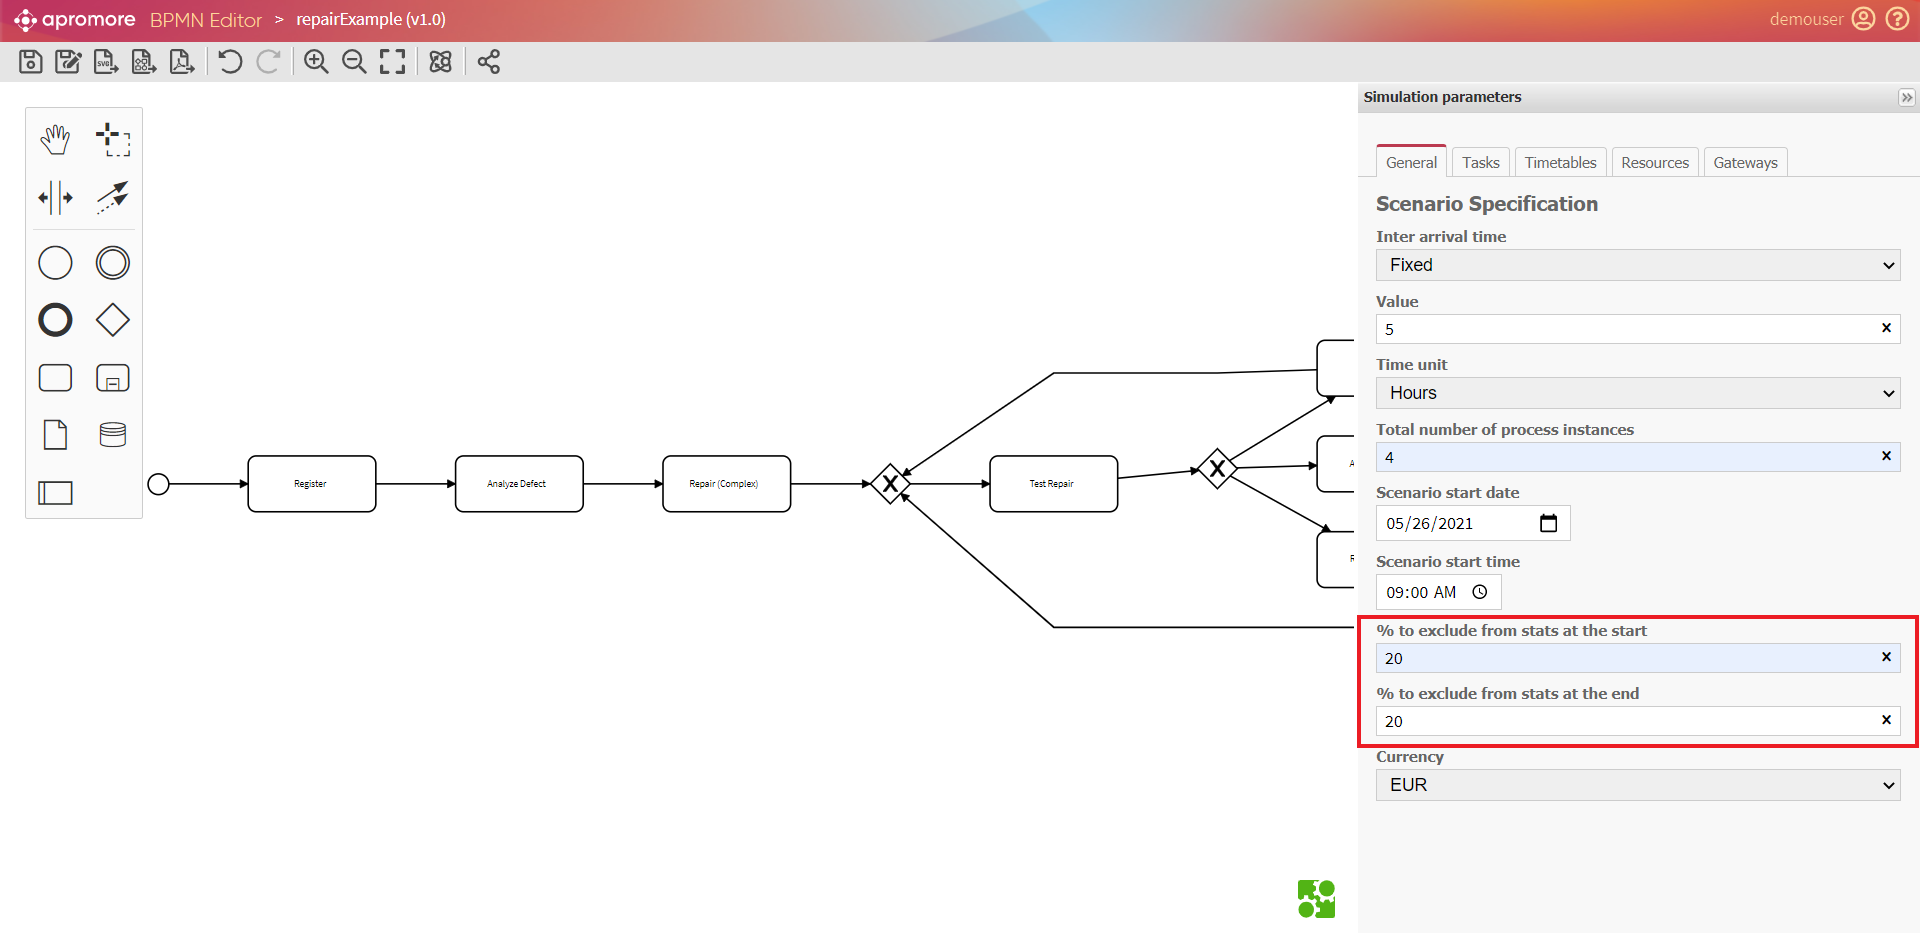 apromore BPMN Editor > repairExample (v1.0) demouser
Simulation parameters
General Tasks Timetables Resources Gateways
Scenario Specification
Inter arrival time
Fixed
Value
5
Time unit
Hours
Total number of process instances
4
Scenario start date
05/26/2021
Scenario start time
09:00 AM
% to exclude from stats at the start
20
% to exclude from stats at the end
20
Currency
EUR
Register
Analyze Defect
Repair (Complex)
X
Test Repair
X
A
R